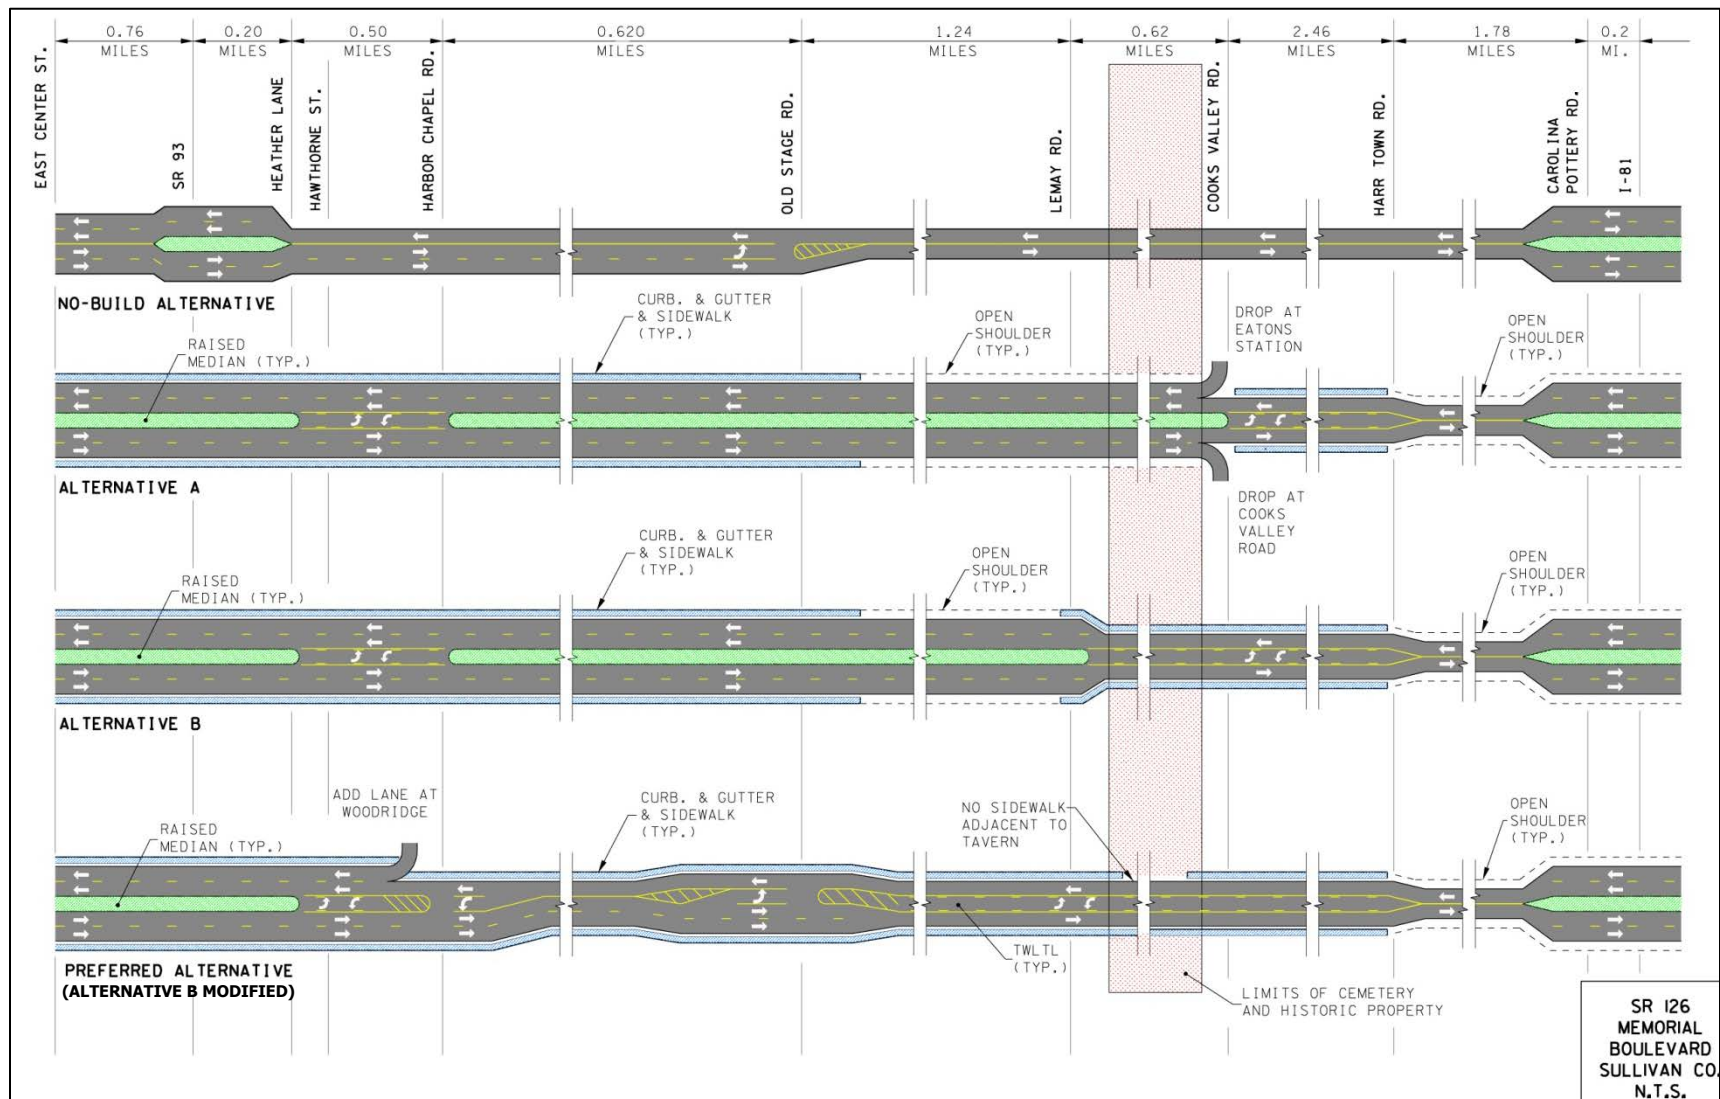 0.76
MILES
0.20
MILES
0.50
MILES
0.620
MILES
1.24
MILES
0.62
MILES
2.46
MILES
1.78
MILES
0.2
MI.
EAST CENTER ST.
SR 93
HEATHER LANE
HAWTHORNE ST.
HARBOR CHAPEL RD.
OLD STAGE RD.
LEMAY RD.
COOKS VALLEY RD.
HARR TOWN RD.
CAROLINA
POTTERY RD.
I-81
NO-BUILD ALTERNATIVE
CURB. & GUTTER
& SIDEWALK
(TYP.)
OPEN
SHOULDER
(TYP.)
DROP AT
EATONS
STATION
OPEN
SHOULDER
(TYP.)
RAISED
MEDIAN (TYP.)
ALTERNATIVE A
DROP AT
COOKS
VALLEY
ROAD
CURB. & GUTTER
& SIDEWALK
(TYP.)
OPEN
SHOULDER
(TYP.)
OPEN
SHOULDER
(TYP.)
RAISED
MEDIAN (TYP.)
ALTERNATIVE B
ADD LANE AT
WOODRIDGE
CURB. & GUTTER
& SIDEWALK
(TYP.)
NO SIDEWALK
ADJACENT TO
TAVERN
OPEN
SHOULDER
(TYP.)
RAISED
MEDIAN (TYP.)
TWLTL
(TYP.)
PREFERRED ALTERNATIVE
(ALTERNATIVE B MODIFIED)
LIMITS OF CEMETERY
AND HISTORIC PROPERTY
SR 126
MEMORIAL
BOULEVARD
SULLIVAN CO.
N.T.S.